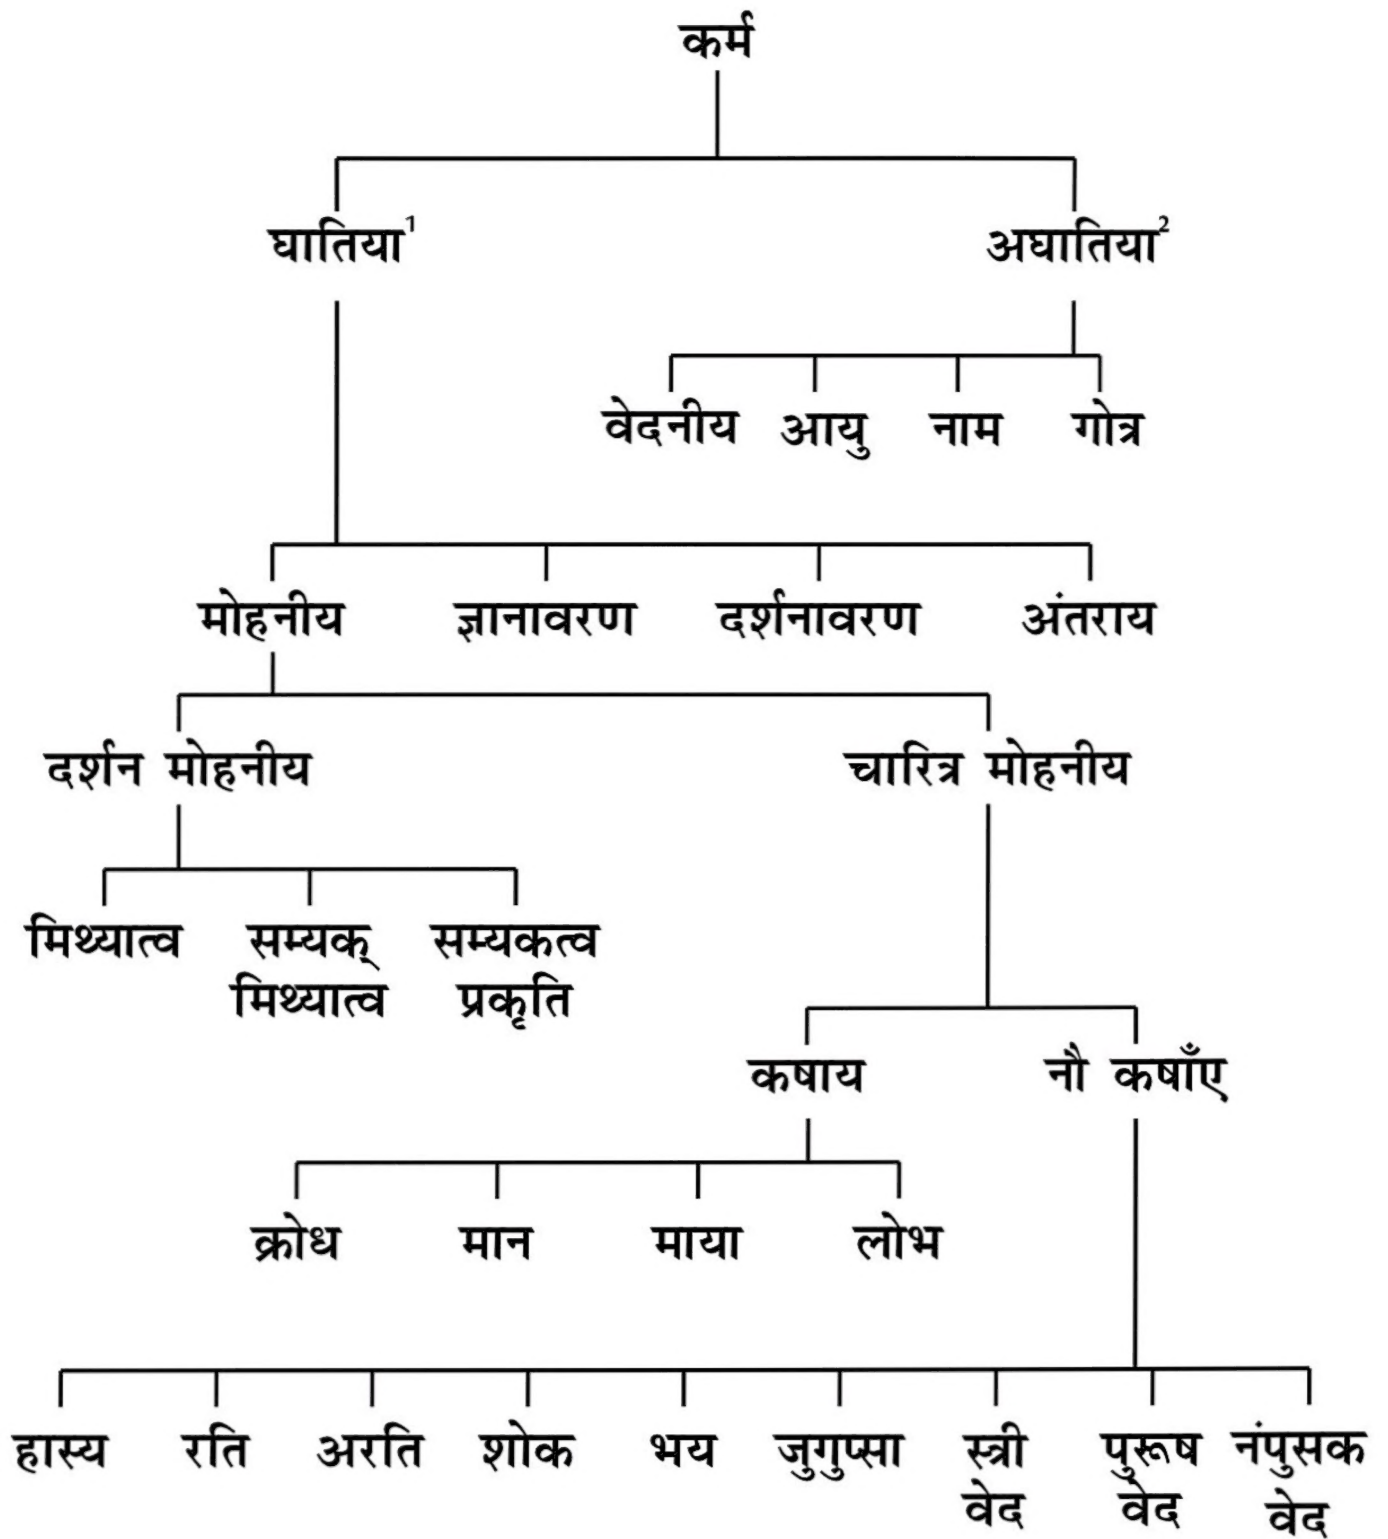 कर्म
घातिया¹ अघातिया²
वेदनीय आयु नाम गोत्र
मोहनीय ज्ञानावरण दर्शनावरण अंतराय
दर्शन मोहनीय चारित्र मोहनीय
मिथ्यात्व सम्यक् सम्यकत्व
मिथ्यात्व प्रकृति
कषाय नौ कषाँए
क्रोध मान माया लोभ
हास्य रति अरति शोक भय जुगुप्सा स्त्री पुरूष नंपुसक
वेद वेद वेद